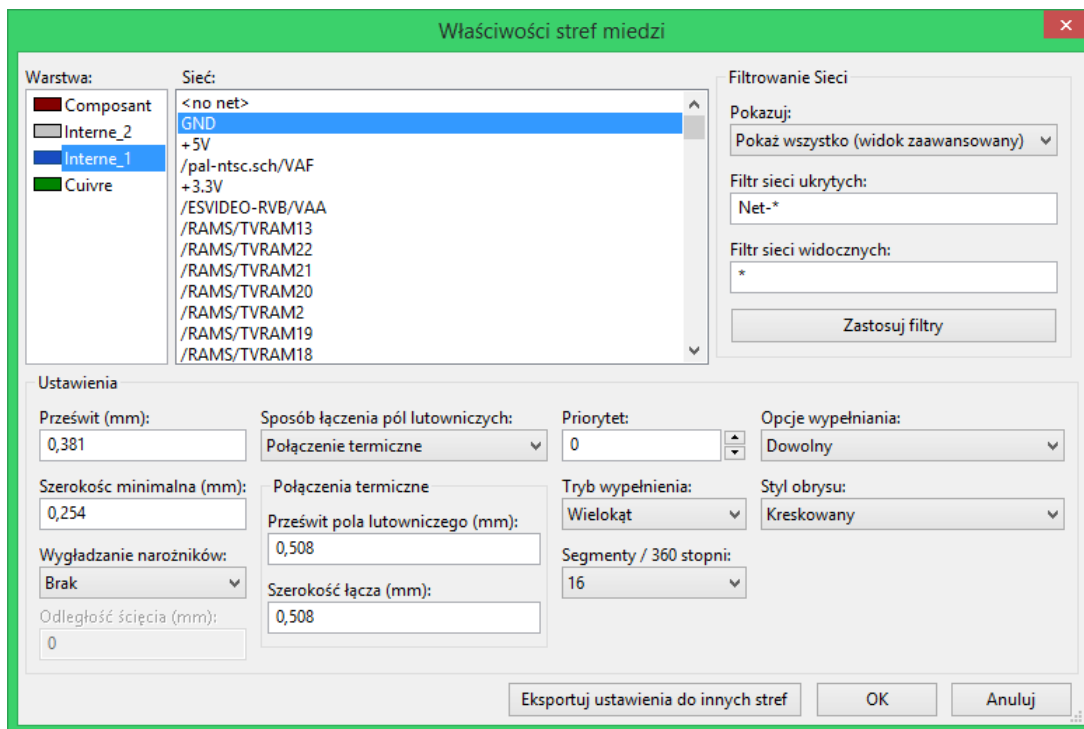 Właściwości stref miedzi
Warstwa:
Composant
Interne_2
Interne_1
Cuivre
Sieć:
<no net>
GND
+5V
/pal-ntsc.sch/VAF
+3.3V
/ESVIDEO-RVB/VAA
/RAMS/TVRAM13
/RAMS/TVRAM22
/RAMS/TVRAM21
/RAMS/TVRAM20
/RAMS/TVRAM2
/RAMS/TVRAM19
/RAMS/TVRAM18
Filtrowanie Sieci
Pokazuj:
Pokaż wszystko (widok zaawansowany)
Filtr sieci ukrytych:
Net-*
Filtr sieci widocznych:
*
Zastosuj filtry
Ustawienia
Prześwit (mm):
0,381
Szerokośc minimalna (mm):
0,254
Wygładzanie narożników:
Brak
Odległość ścięcia (mm):
0
Sposób łączenia pól lutowniczych:
Połączenie termiczne
Połączenia termiczne
Prześwit pola lutowniczego (mm):
0,508
Szerokość łącza (mm):
0,508
Priorytet:
0
Tryb wypełnienia:
Wielokąt
Segmenty / 360 stopni:
16
Opcje wypełniania:
Dowolny
Styl obrysu:
Kreskowany
Eksportuj ustawienia do innych stref
OK
Anuluj